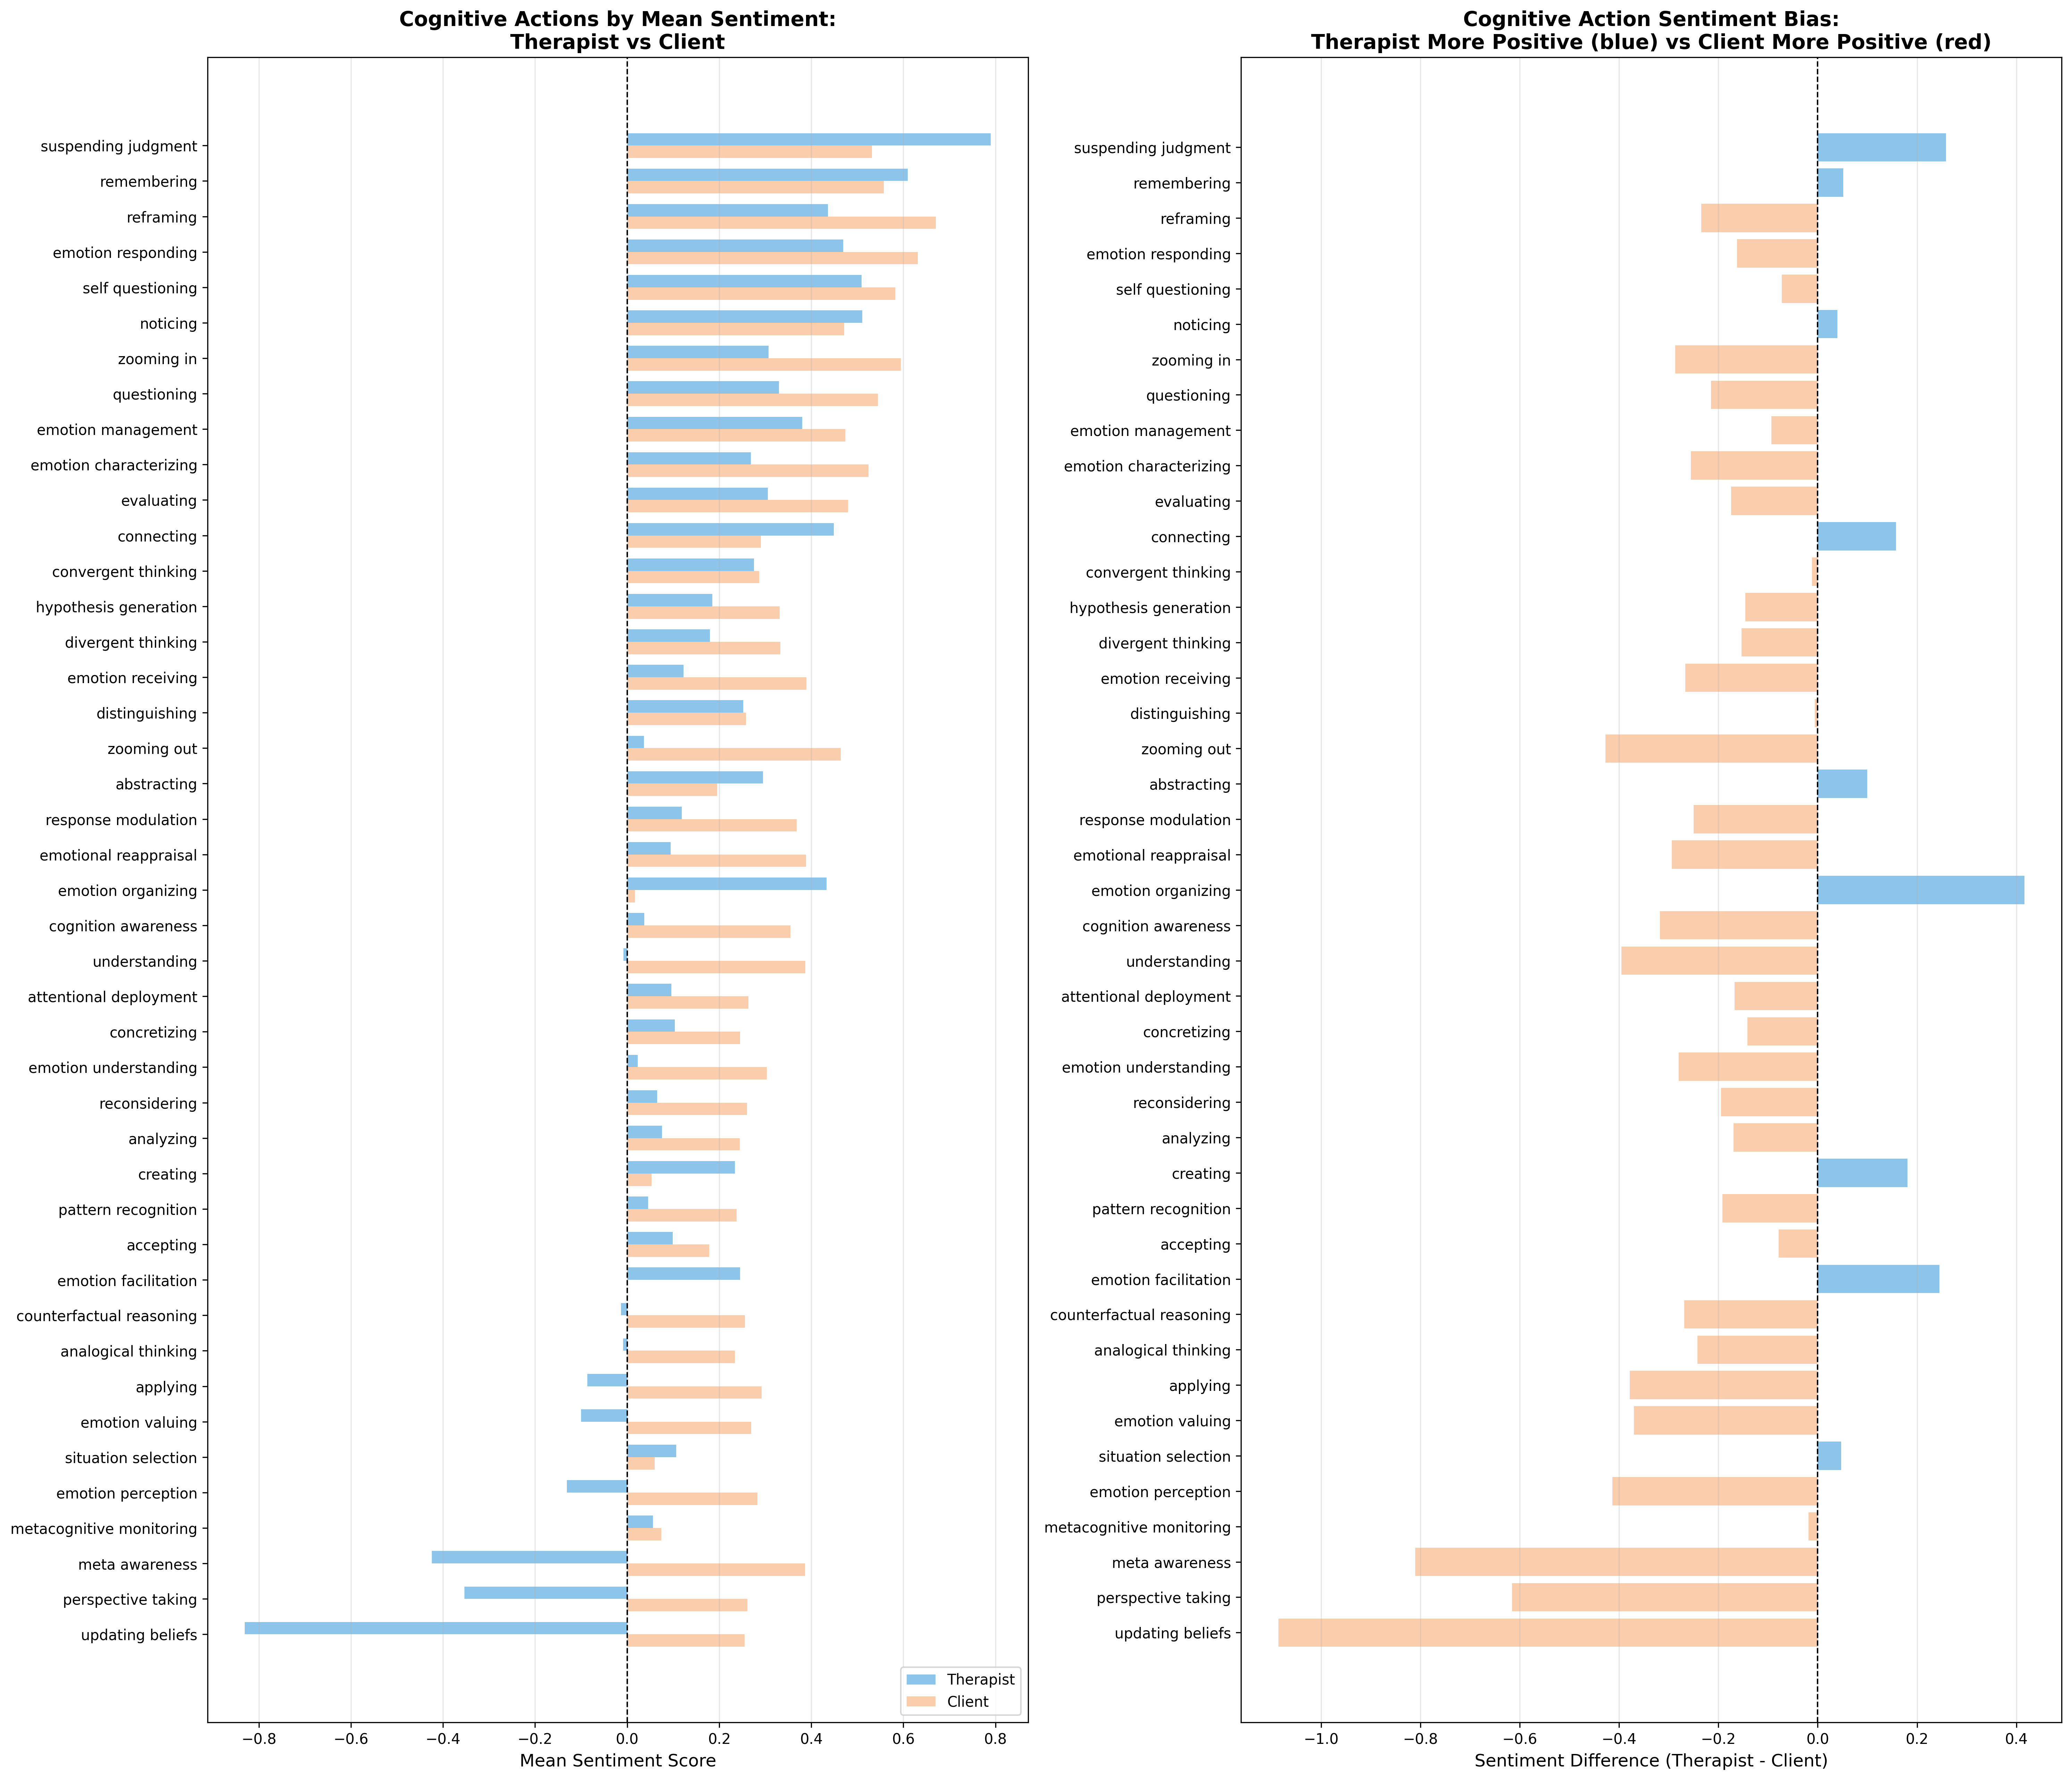 Cognitive Actions by Mean Sentiment:
Therapist vs Client
suspending judgment
remembering
reframing
emotion responding
self questioning
noticing
zooming in
questioning
emotion management
emotion characterizing
evaluating
connecting
convergent thinking
hypothesis generation
divergent thinking
emotion receiving
distinguishing
zooming out
abstracting
response modulation
emotional reappraisal
emotion organizing
cognition awareness
understanding
attentional deployment
concretizing
emotion understanding
reconsidering
analyzing
creating
pattern recognition
accepting
emotion facilitation
counterfactual reasoning
analogical thinking
applying
emotion valuing
situation selection
emotion perception
metacognitive monitoring
meta awareness
perspective taking
updating beliefs
Therapist
Client
−0.8 −0.6 −0.4 −0.2 0.0 0.2 0.4 0.6 0.8
Mean Sentiment Score
Cognitive Action Sentiment Bias:
Therapist More Positive (blue) vs Client More Positive (red)
suspending judgment
remembering
reframing
emotion responding
self questioning
noticing
zooming in
questioning
emotion management
emotion characterizing
evaluating
connecting
convergent thinking
hypothesis generation
divergent thinking
emotion receiving
distinguishing
zooming out
abstracting
response modulation
emotional reappraisal
emotion organizing
cognition awareness
understanding
attentional deployment
concretizing
emotion understanding
reconsidering
analyzing
creating
pattern recognition
accepting
emotion facilitation
counterfactual reasoning
analogical thinking
applying
emotion valuing
situation selection
emotion perception
metacognitive monitoring
meta awareness
perspective taking
updating beliefs
−1.0 −0.8 −0.6 −0.4 −0.2 0.0 0.2 0.4
Sentiment Difference (Therapist - Client)